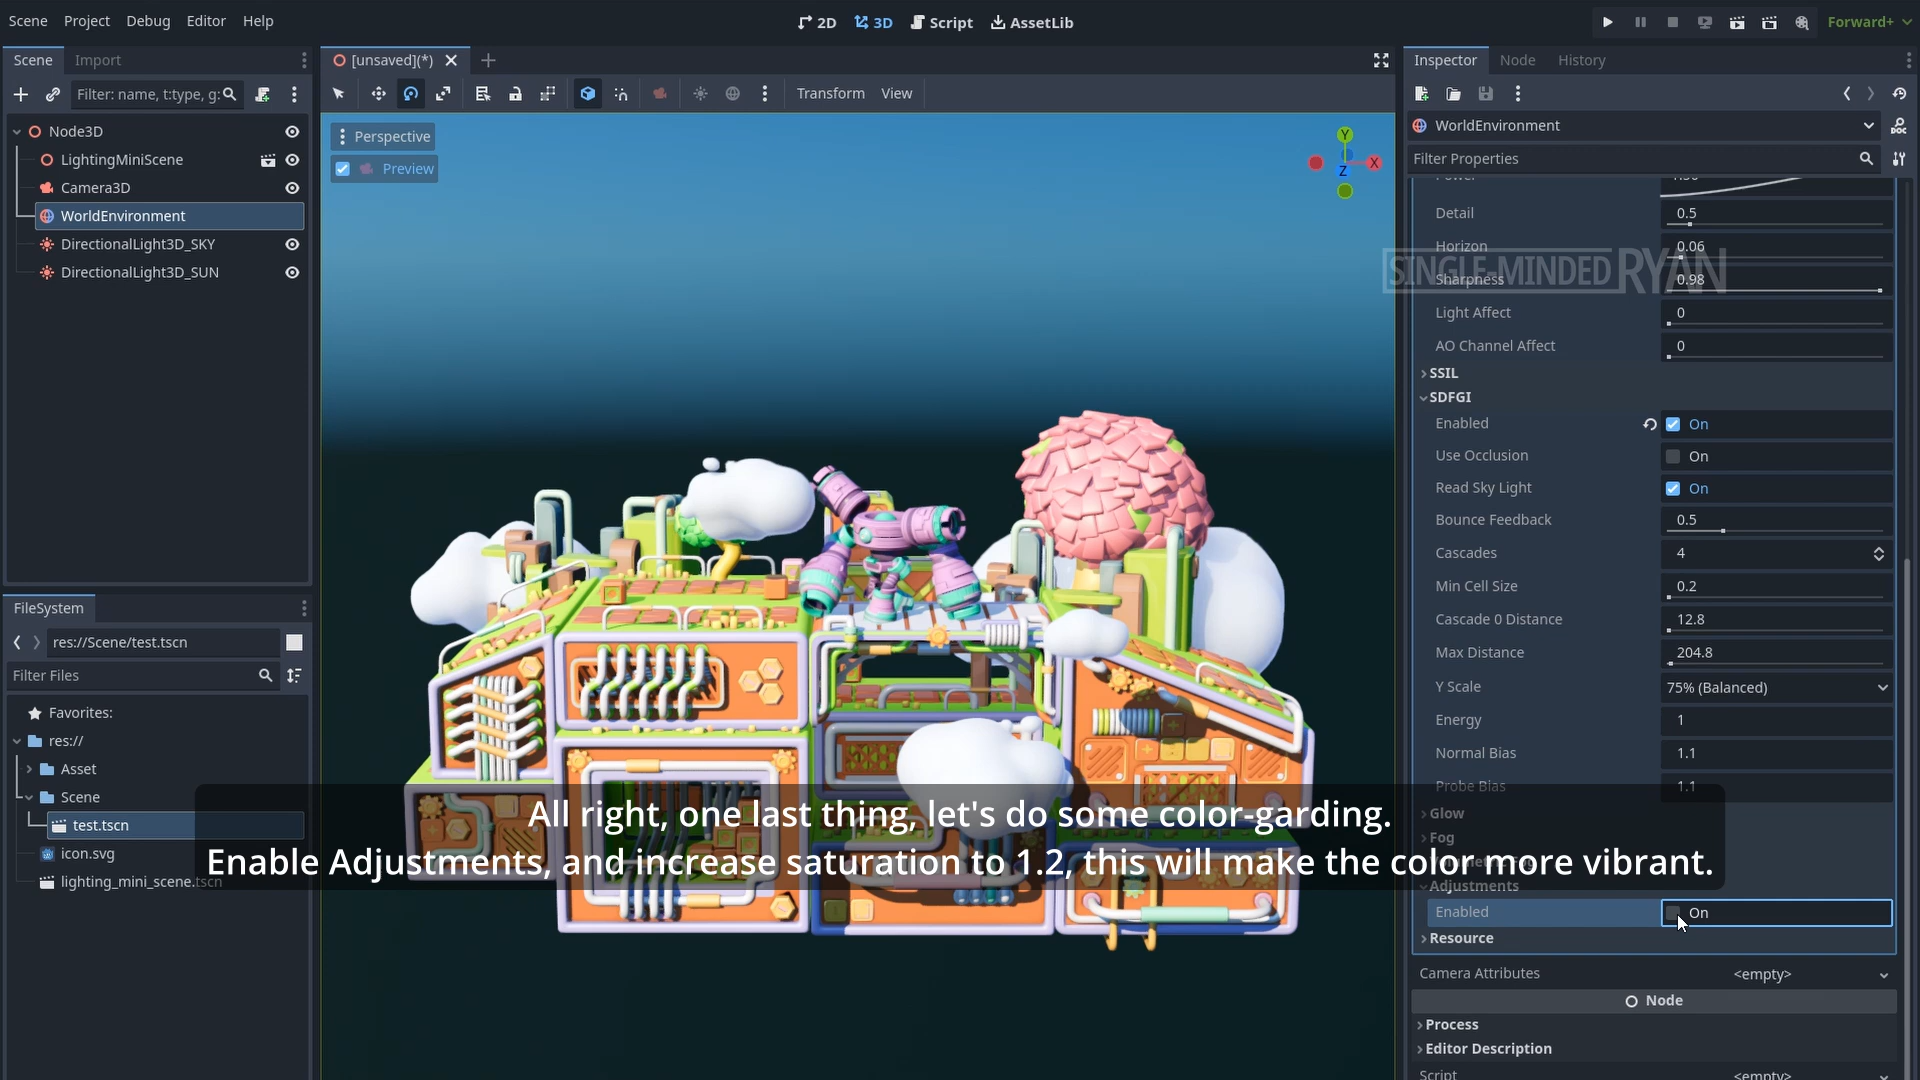 Scene Project Debug Editor Help
2D 3D Script AssetLib
Forward+
Scene Import
Filter: name, t:type, g:
Node3D
LightingMiniScene
Camera3D
WorldEnvironment
DirectionalLight3D_SKY
DirectionalLight3D_SUN
FileSystem
res://Scene/test.tscn
Filter Files
Favorites:
res://
Asset
Scene
test.tscn
icon.svg
lighting_mini_scene.tscn
[unsaved](*)
Transform View
Perspective
Preview
Y
X
Z
All right, one last thing, let's do some color-garding.
Enable Adjustments, and increase saturation to 1.2, this will make the color more vibrant.
Inspector Node History
WorldEnvironment
DOC
Filter Properties
Detail 0.5
Horizon 0.06
SINGLE-MINDED RYAN
Sharpness 0.98
Light Affect 0
AO Channel Affect 0
SSIL
SDFGI
Enabled On
Use Occlusion On
Read Sky Light On
Bounce Feedback 0.5
Cascades 4
Min Cell Size 0.2
Cascade 0 Distance 12.8
Max Distance 204.8
Y Scale 75% (Balanced)
Energy 1
Normal Bias 1.1
Probe Bias 1.1
Glow
Fog
Adjustments
Enabled On
Resource
Camera Attributes <empty>
Node
Process
Editor Description
Script <empty>